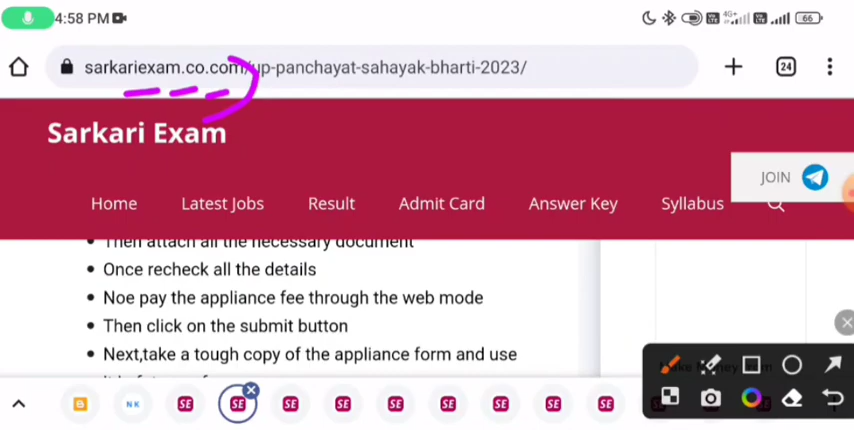 4:58 PM
4G+
66
sarkariexam.co.com/up-panchayat-sahayak-bharti-2023/
24
Sarkari Exam
JOIN
Home Latest Jobs Result Admit Card Answer Key Syllabus
Then attach all the necessary document
Once recheck all the details
Noe pay the appliance fee through the web mode
Then click on the submit button
Next,take a tough copy of the appliance form and use
NK SE SE SE SE SE SE SE SE SE